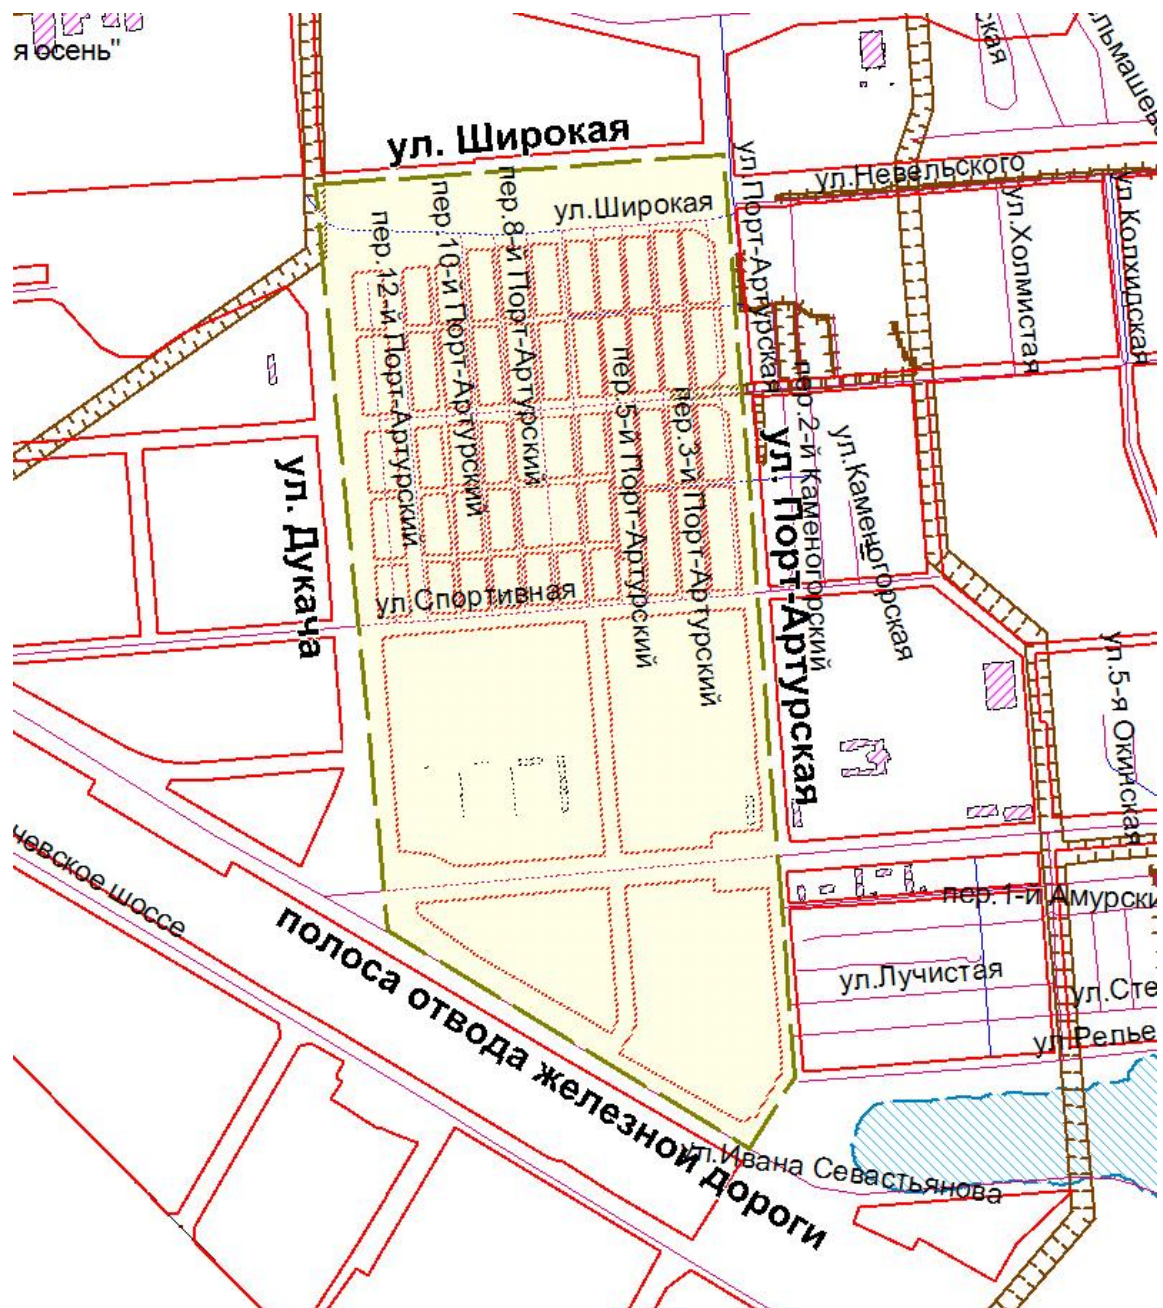 я осень"
ская
ул. Широкая
ул.Невельского
ул.Широкая
ул.Порт-Артурская
ул.Холмистая
ул.Колхидская
пер.12-й Порт-Артурский
пер.10-й Порт-Артурский
пер.8-й Порт-Артурский
пер.5-й Порт-Артурский
пер.3-й Порт-Артурский
пер.2-й Каменогорский
ул.Каменогорская
ул. Дукача
ул. Порт-Артурская
ул.Спортивная
ул.5-я Окинская
чевское шоссе
полоса отвода железной дороги
пер.1-й Амурски
ул.Лучистая
ул.Сте
ул.Релье
ул.Ивана Севастьянова